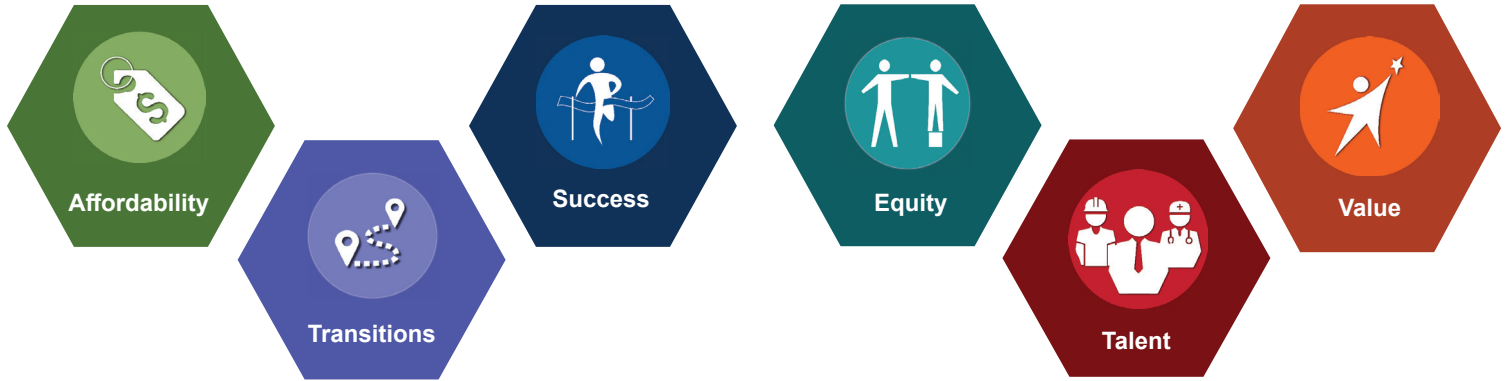 Affordability
Transitions
Success
Equity
Talent
Value